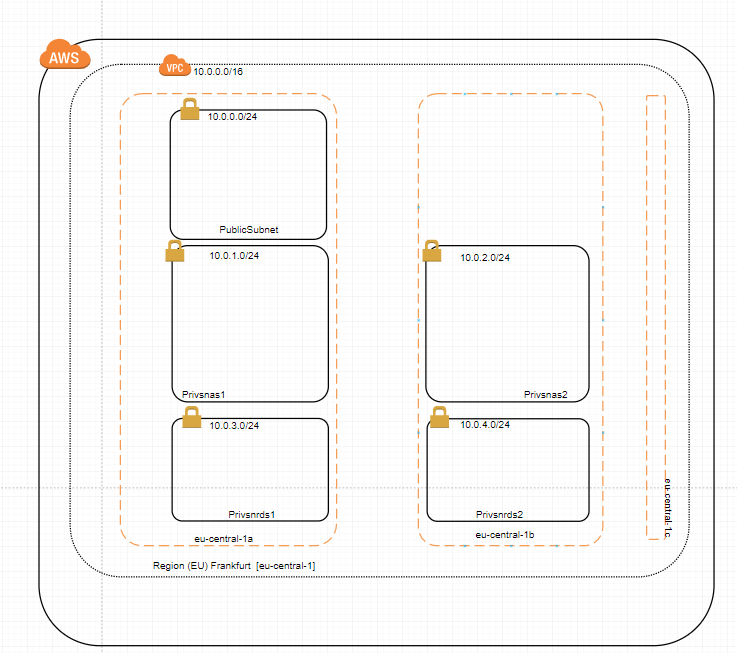 AWS
VPC
10.0.0.0/16
10.0.0.0/24
PublicSubnet
10.0.1.0/24
10.0.2.0/24
Privsnas1
Privsnas2
10.0.3.0/24
10.0.4.0/24
Privsnrds1
Privsnrds2
eu-central-1a
eu-central-1b
eu-central-1c
Region (EU) Frankfurt [eu-central-1]